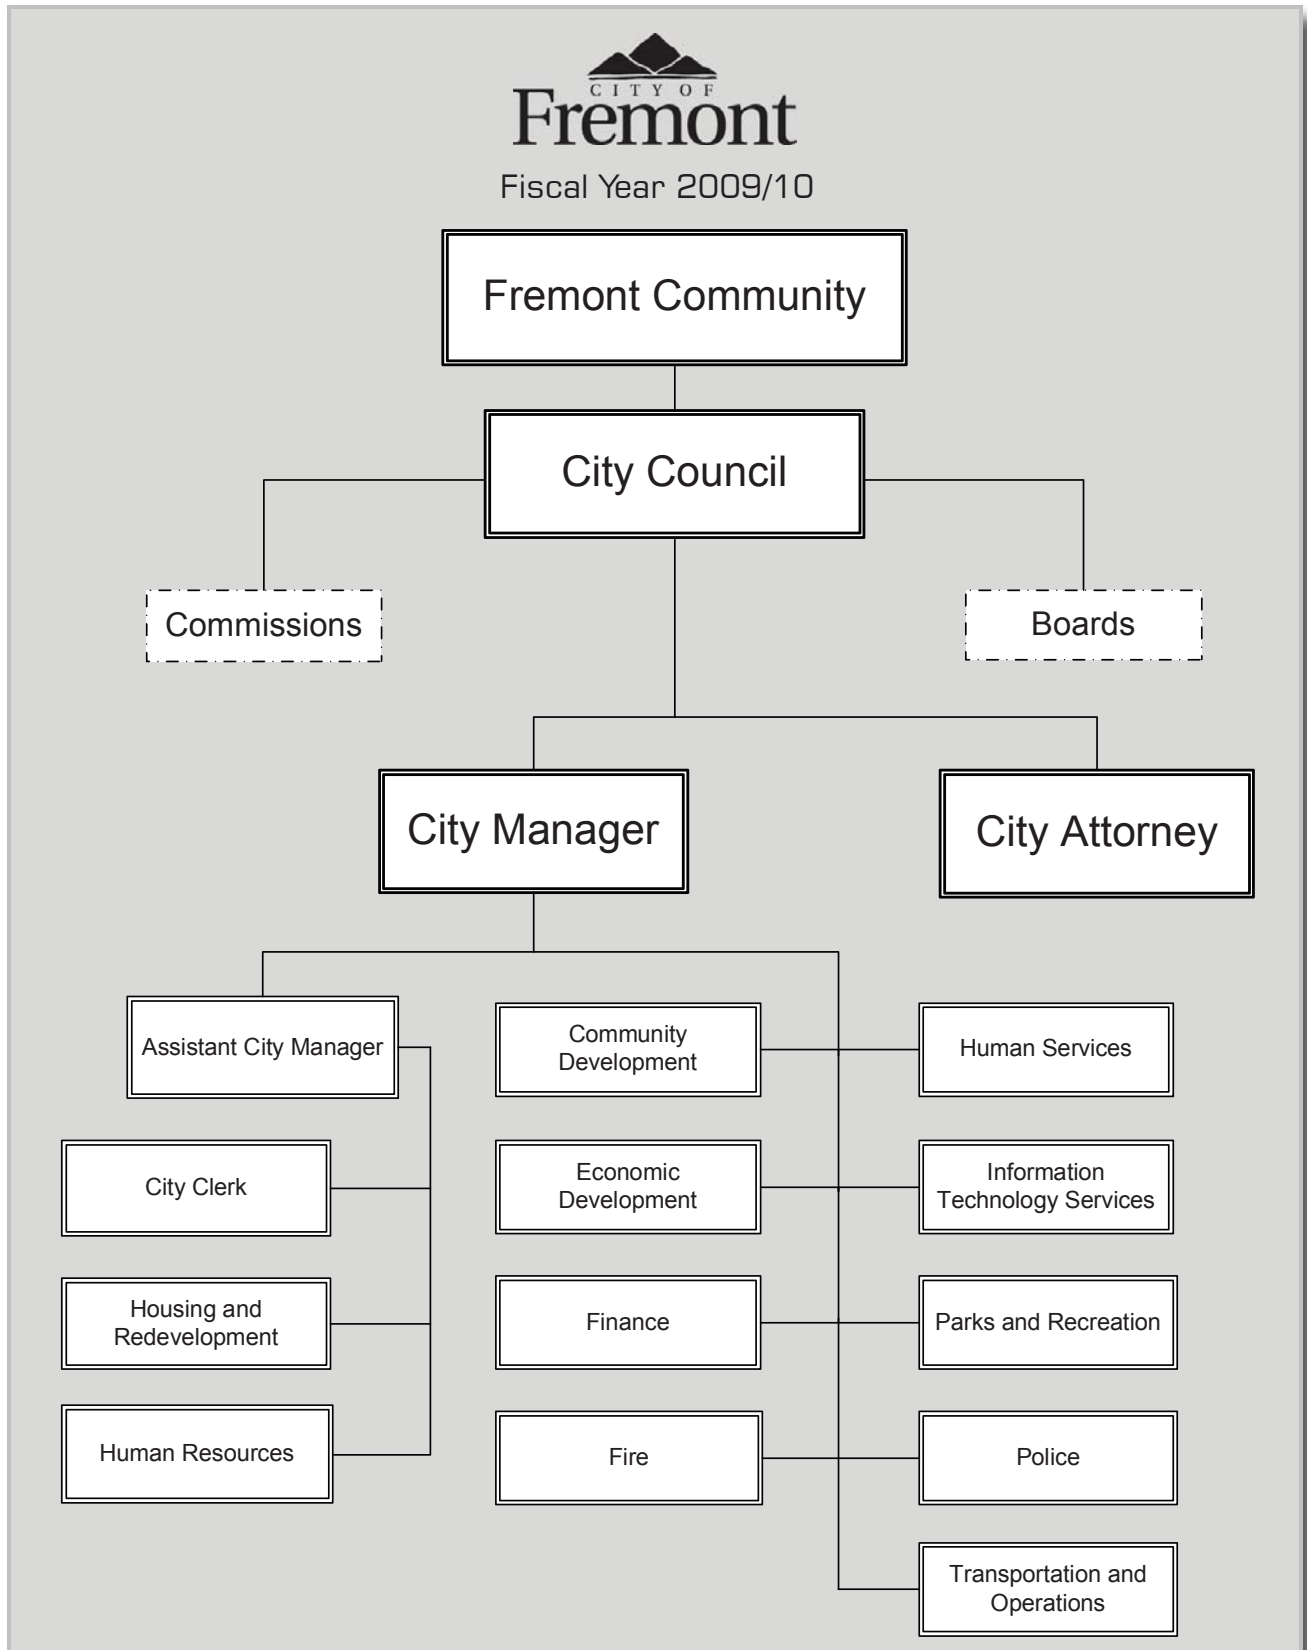 CITY OF
Fremont
Fiscal Year 2009/10
Fremont Community
City Council
Commissions
Boards
City Manager
City Attorney
Assistant City Manager
Community
Development
Human Services
City Clerk
Economic
Development
Information
Technology Services
Housing and
Redevelopment
Finance
Parks and Recreation
Human Resources
Fire
Police
Transportation and
Operations